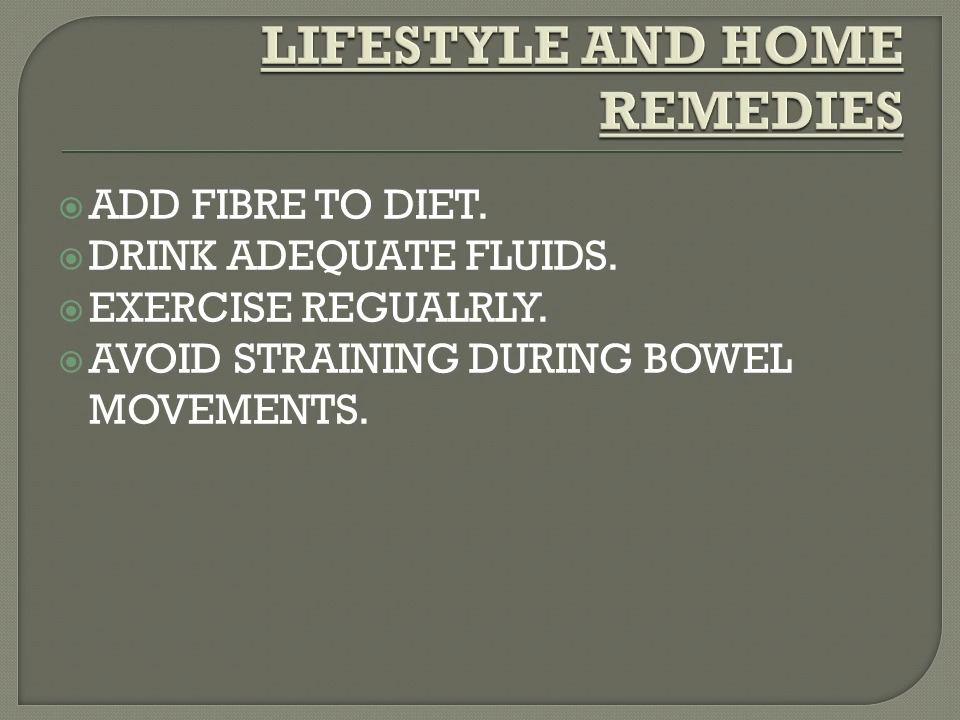 LIFESTYLE AND HOME
REMEDIES
ADD FIBRE TO DIET.
DRINK ADEQUATE FLUIDS.
EXERCISE REGUALRLY.
AVOID STRAINING DURING BOWEL
MOVEMENTS.